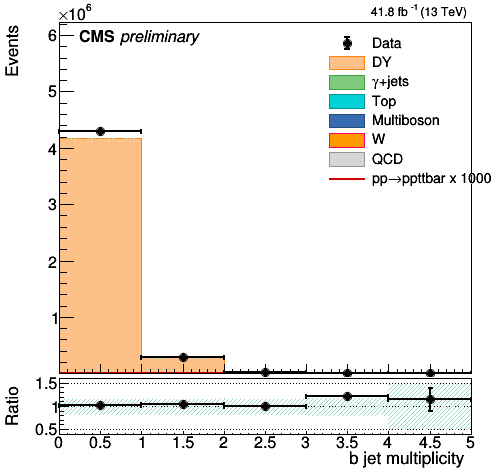 ×10⁶
41.8 fb⁻¹ (13 TeV)
Events
CMS preliminary
Data
DY
γ+jets
Top
Multiboson
W
QCD
pp→ppttbar x 1000
6
5
4
3
2
1
Ratio
1.5
1
0.5
0 0.5 1 1.5 2 2.5 3 3.5 4 4.5 5
b jet multiplicity